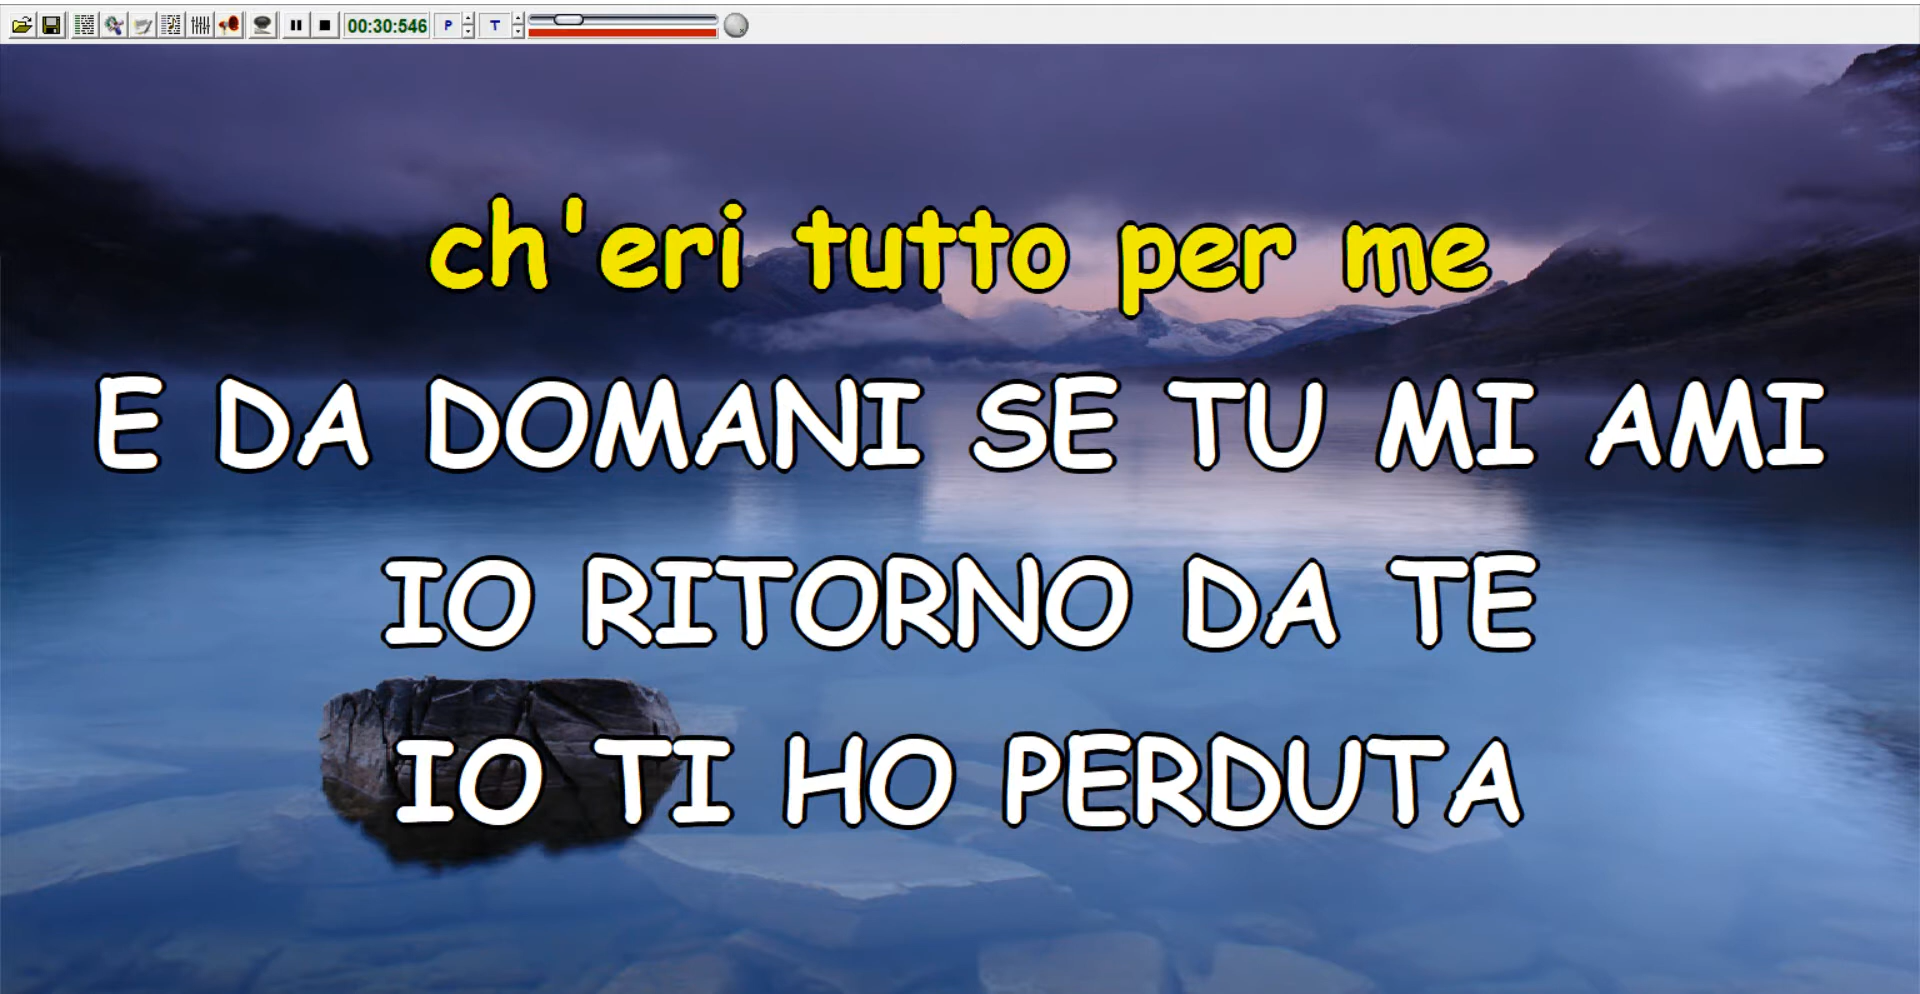 00:30:546 P T
ch'eri tutto per me
E DA DOMANI SE TU MI AMI
IO RITORNO DA TE
IO TI HO PERDUTA